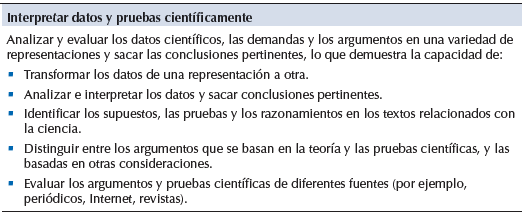 Interpretar datos y pruebas científicamente
Analizar y evaluar los datos científicos, las demandas y los argumentos en una variedad de
representaciones y sacar las conclusiones pertinentes, lo que demuestra la capacidad de:
▪ Transformar los datos de una representación a otra.
▪ Analizar e interpretar los datos y sacar conclusiones pertinentes.
▪ Identificar los supuestos, las pruebas y los razonamientos en los textos relacionados con
la ciencia.
▪ Distinguir entre los argumentos que se basan en la teoría y las pruebas científicas, y las
basadas en otras consideraciones.
▪ Evaluar los argumentos y pruebas científicas de diferentes fuentes (por ejemplo,
periódicos, Internet, revistas).